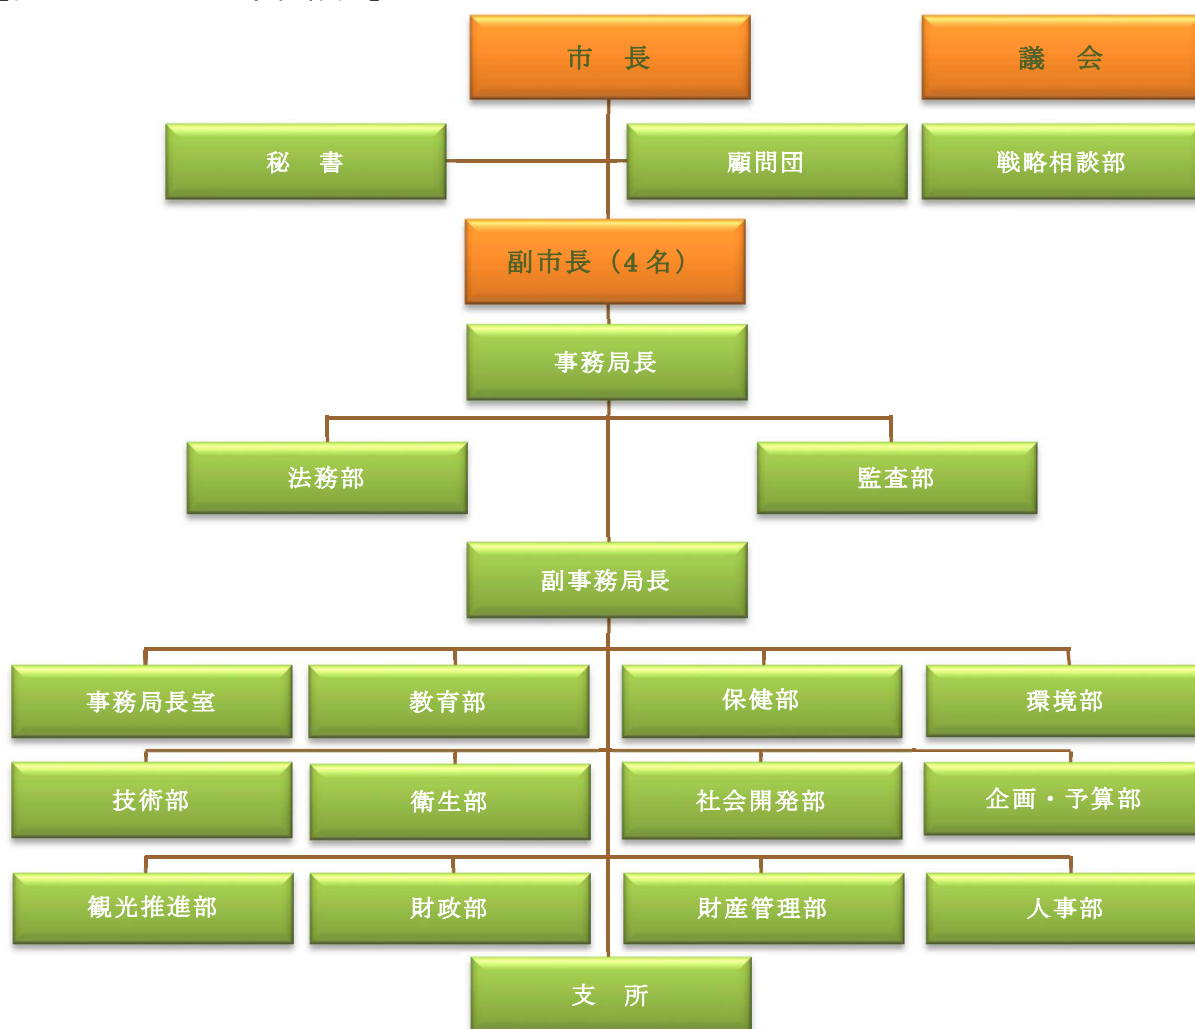 市　長
議　会
秘　書
顧問団
戦略相談部
副市長（4 名）
事務局長
法務部
監査部
副事務局長
事務局長室
教育部
保健部
環境部
技術部
衛生部
社会開発部
企画・予算部
観光推進部
財政部
財産管理部
人事部
支　所